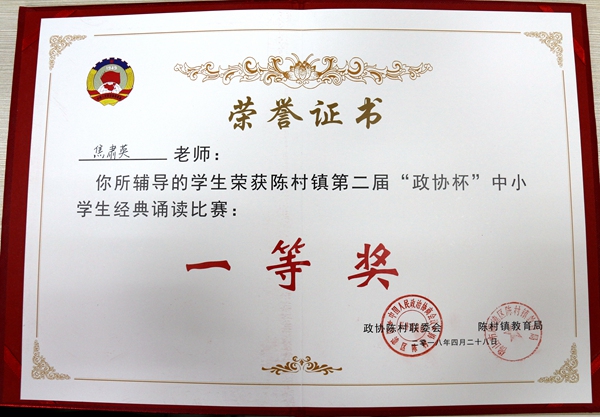 荣誉证书
焦肃英 老师：
你所辅导的学生荣获陈村镇第二届“政协杯”中小
学生经典诵读比赛：
一等奖
政协陈村联委会 陈村镇教育局
二零一八年四月二十八日